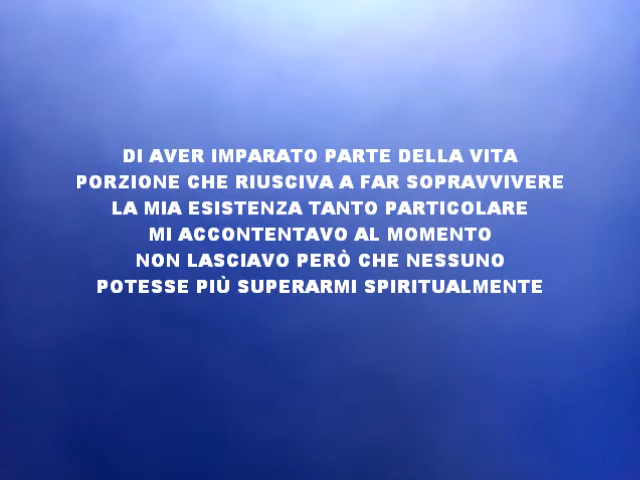 DI AVER IMPARATO PARTE DELLA VITA
PORZIONE CHE RIUSCIVA A FAR SOPRAVVIVERE
LA MIA ESISTENZA TANTO PARTICOLARE
MI ACCONTENTAVO AL MOMENTO
NON LASCIAVO PERÒ CHE NESSUNO
POTESSE PIÙ SUPERARMI SPIRITUALMENTE